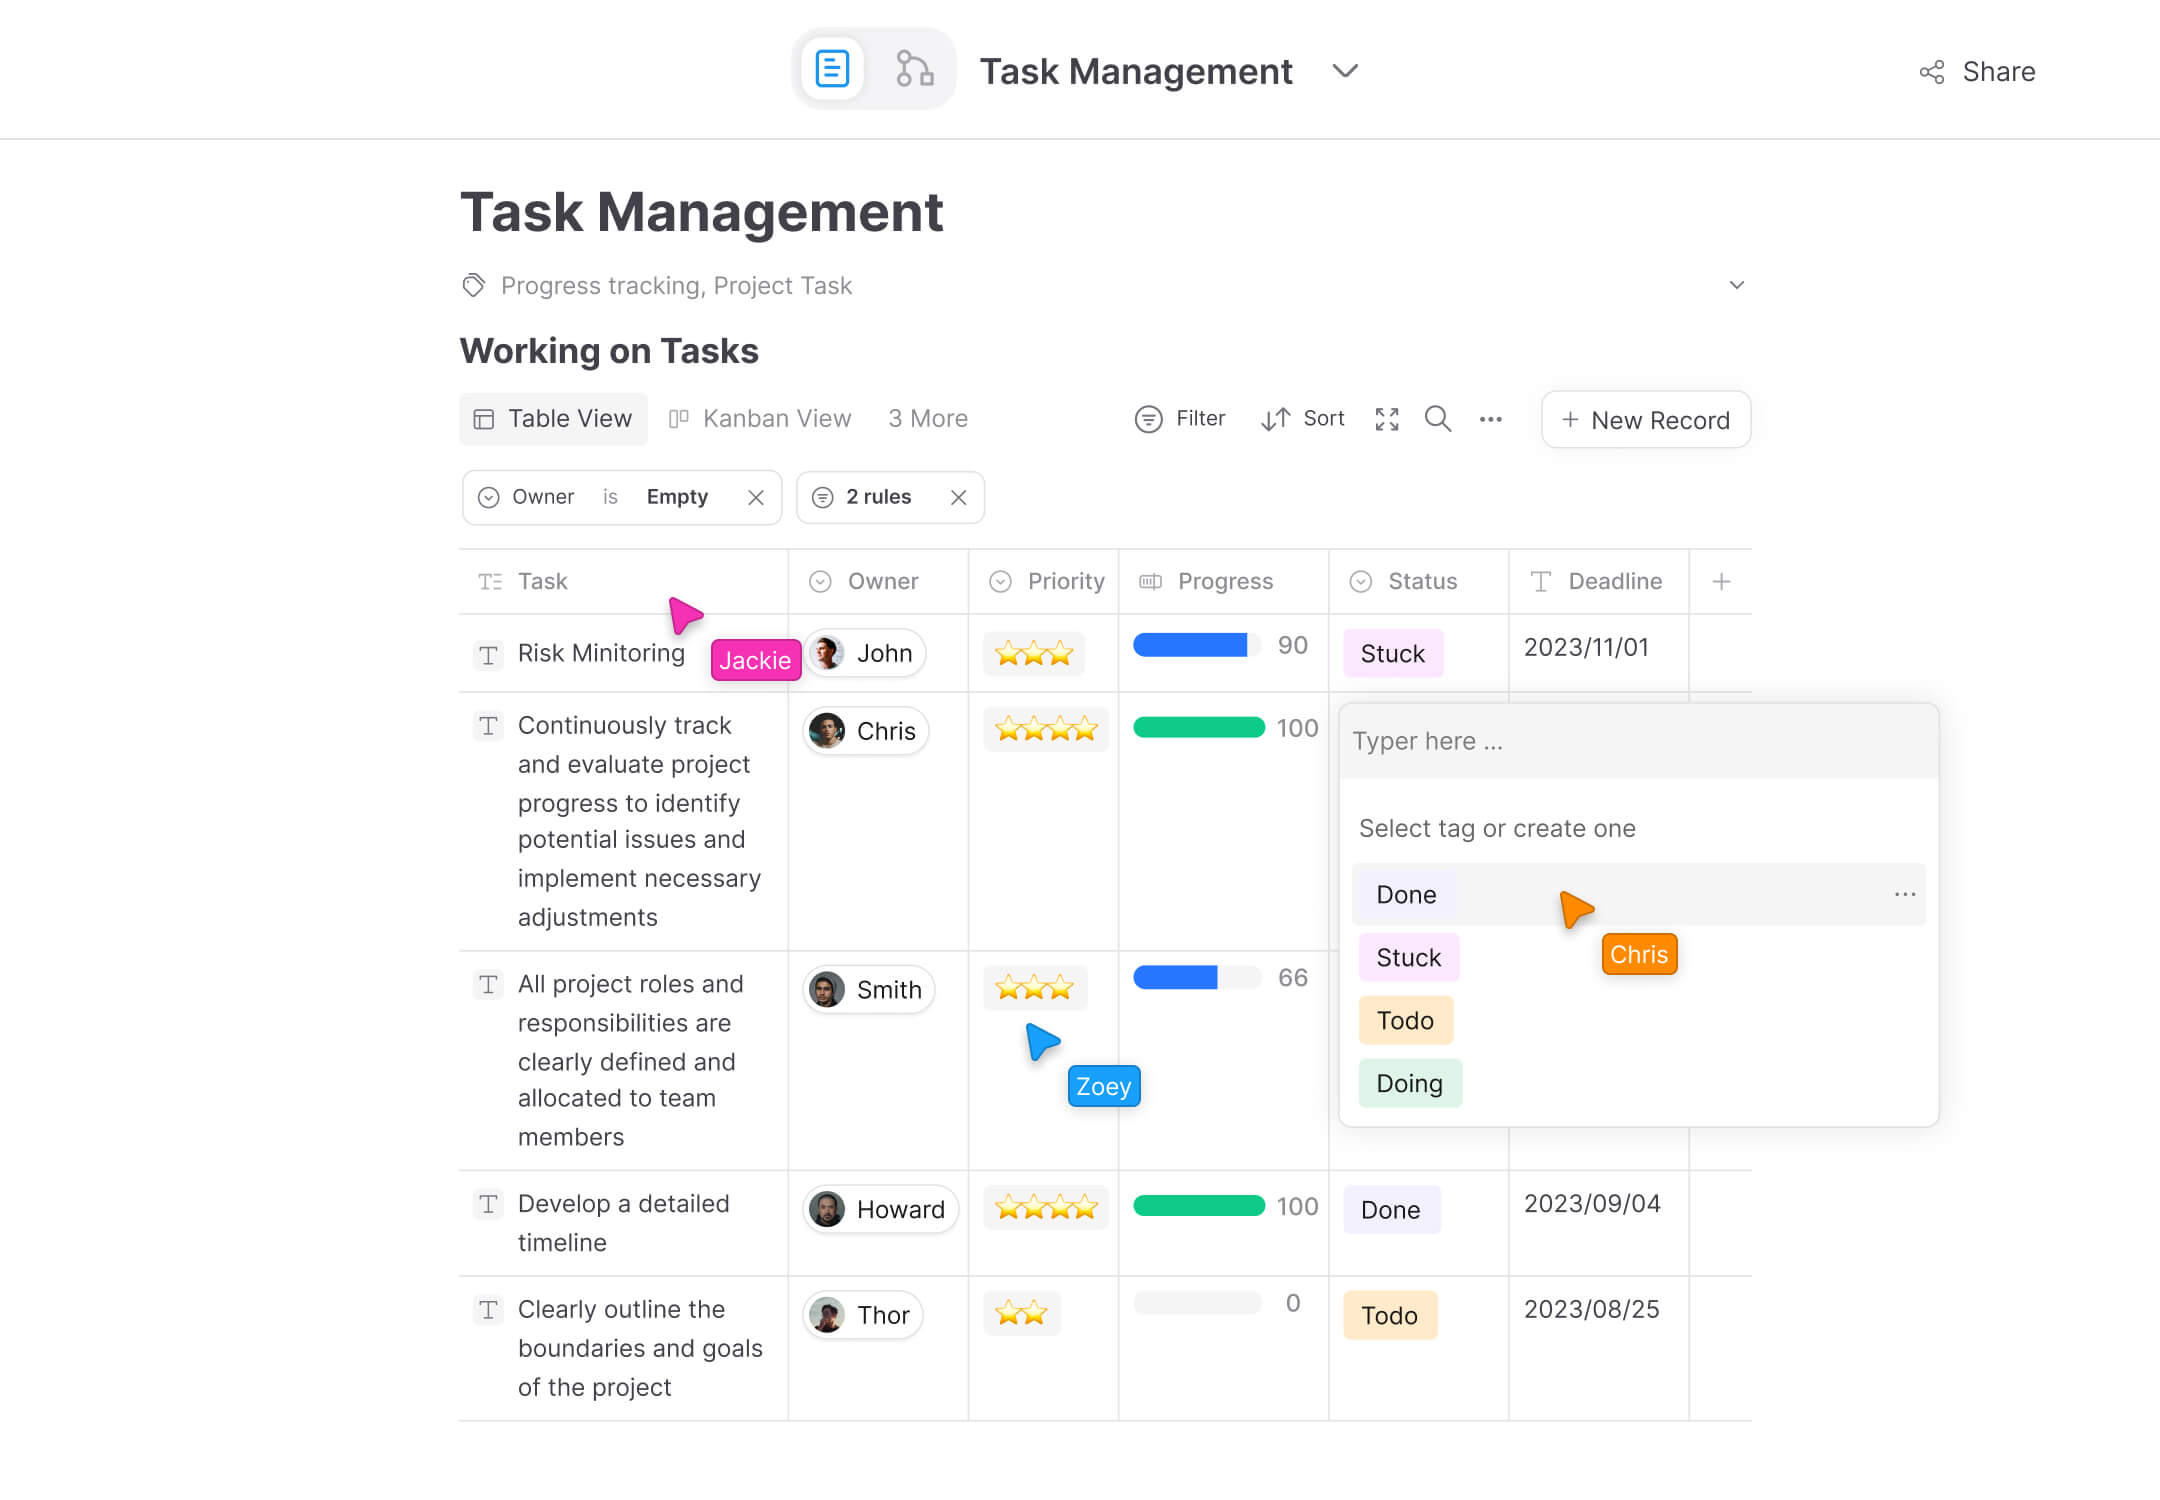 Task Management
Share
Task Management
Progress tracking, Project Task
Working on Tasks
Table View
Kanban View
3 More
Filter
Sort
New Record
Owner is Empty
2 rules
Task
Owner
Priority
Progress
Status
Deadline
Risk Minitoring
Jackie
John
90
Stuck
2023/11/01
Continuously track
and evaluate project
progress to identify
potential issues and
implement necessary
adjustments
Chris
100
Typer here ...
Select tag or create one
Done
Chris
Stuck
Todo
Doing
All project roles and
responsibilities are
clearly defined and
allocated to team
members
Smith
Zoey
66
Develop a detailed
timeline
Howard
100
Done
2023/09/04
Clearly outline the
boundaries and goals
of the project
Thor
0
Todo
2023/08/25